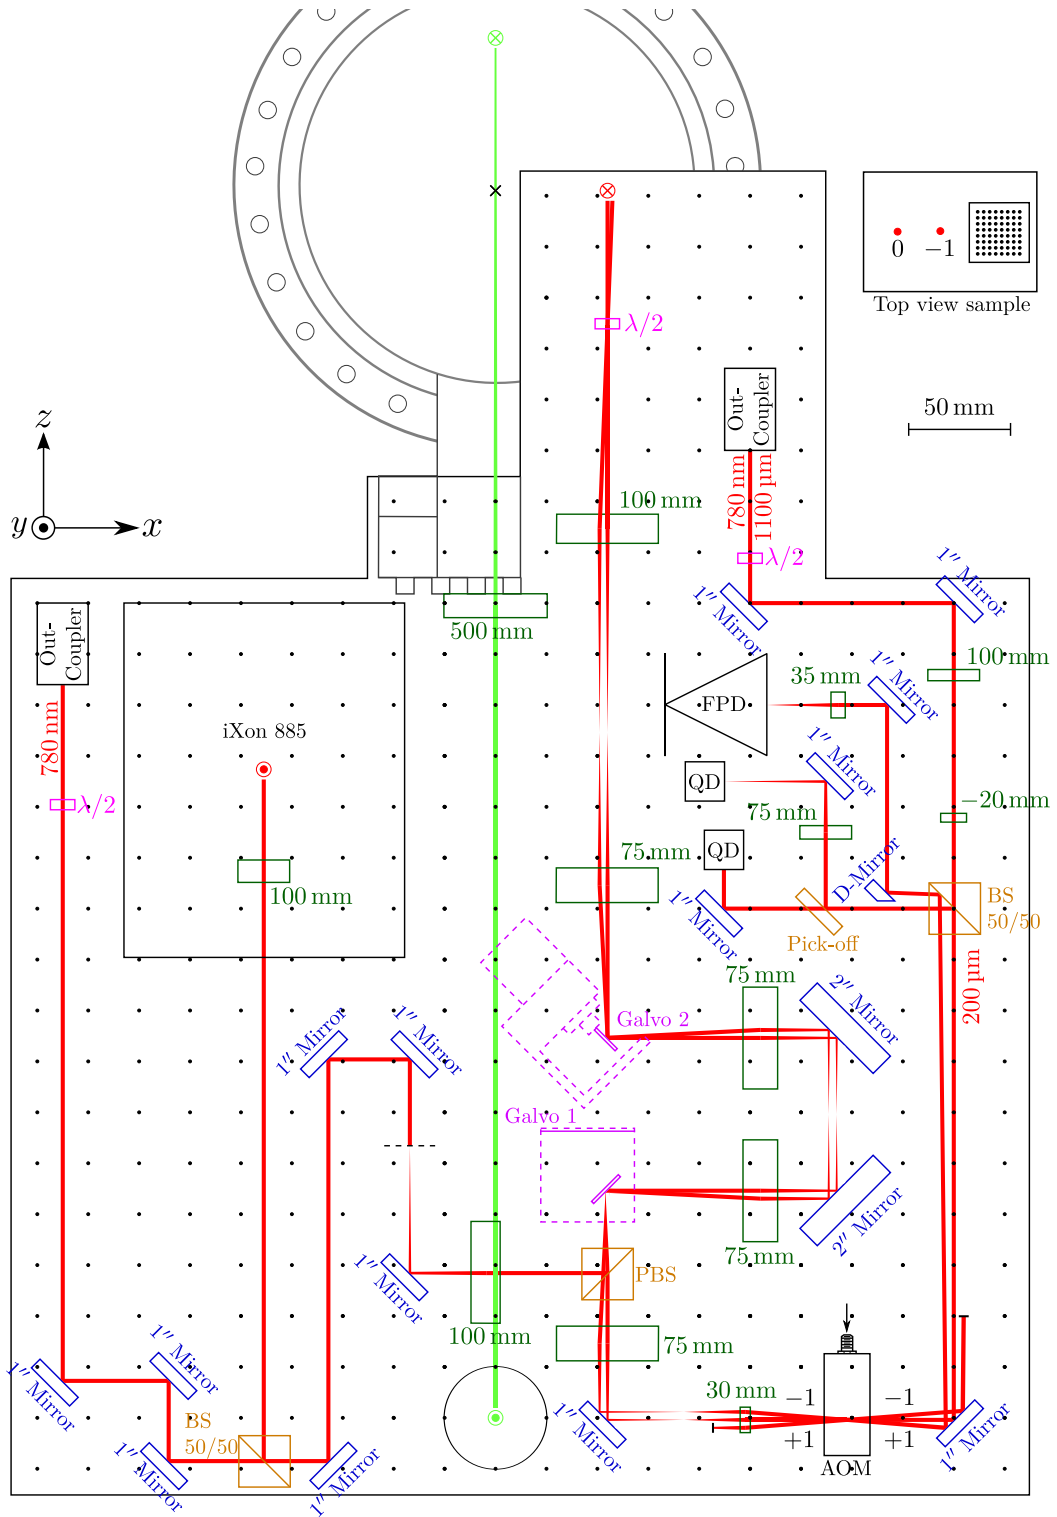 0
−1
Top view sample
λ/2
Out-
Coupler
50 mm
z
y
x
780 nm
1100 µm
100 mm
λ/2
1″ Mirror
1″ Mirror
500 mm
Out-
Coupler
780 nm
iXon 885
λ/2
100 mm
FPD
35 mm
1″ Mirror
100 mm
QD
1″ Mirror
75 mm
−20 mm
QD
75 mm
1″ Mirror
D-Mirror
Pick-off
BS
50/50
200 µm
75 mm
2″ Mirror
Galvo 2
1″ Mirror
1″ Mirror
Galvo 1
75 mm
2″ Mirror
1″ Mirror
PBS
100 mm
75 mm
1″ Mirror
1″ Mirror
BS
50/50
1″ Mirror
1″ Mirror
1″ Mirror
30 mm
−1
+1
−1
+1
AOM
1″ Mirror